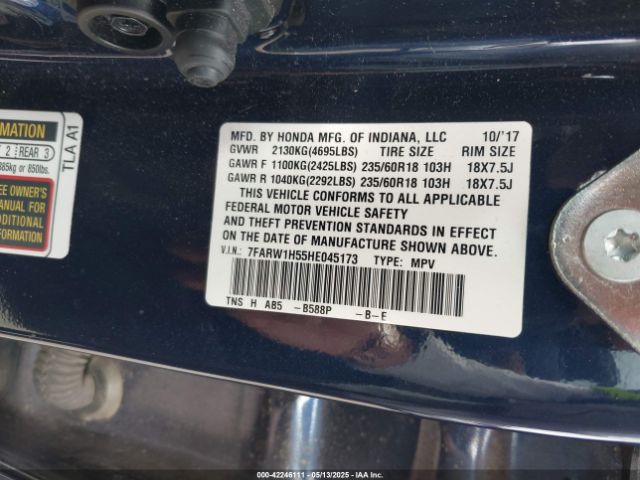 MATION
2 REAR 3
385kg or 850lbs.
EE OWNER'S
MANUAL FOR
DDITIONAL
FORMATION
TLA A1
MFD. BY HONDA MFG. OF INDIANA, LLC 10/'17
GVWR 2130KG(4695LBS) TIRE SIZE RIM SIZE
GAWR F 1100KG(2425LBS) 235/60R18 103H 18X7.5J
GAWR R 1040KG(2292LBS) 235/60R18 103H 18X7.5J
THIS VEHICLE CONFORMS TO ALL APPLICABLE
FEDERAL MOTOR VEHICLE SAFETY
AND THEFT PREVENTION STANDARDS IN EFFECT
ON THE DATE OF MANUFACTURE SHOWN ABOVE.
V.I.N.: 7FARW1H55HE045173 TYPE: MPV
TNS H A85 -B588P -B-E
000-42246111 - 05/13/2025 - IAA Inc.